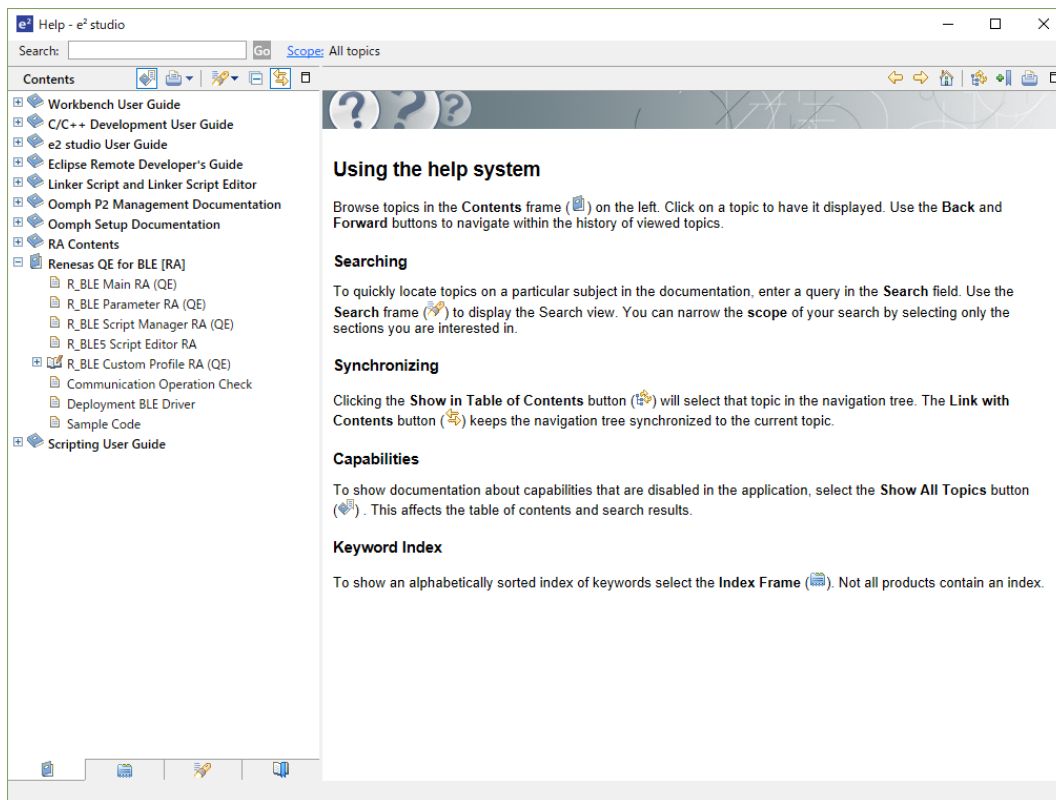 e² Help - e² studio
Search: Go Scope: All topics
Contents
Workbench User Guide
C/C++ Development User Guide
e2 studio User Guide
Eclipse Remote Developer's Guide
Linker Script and Linker Script Editor
Oomph P2 Management Documentation
Oomph Setup Documentation
RA Contents
Renesas QE for BLE [RA]
R_BLE Main RA (QE)
R_BLE Parameter RA (QE)
R_BLE Script Manager RA (QE)
R_BLE5 Script Editor RA
R_BLE Custom Profile RA (QE)
Communication Operation Check
Deployment BLE Driver
Sample Code
Scripting User Guide
???
Using the help system
Browse topics in the Contents frame ( ) on the left. Click on a topic to have it displayed. Use the Back and
Forward buttons to navigate within the history of viewed topics.
Searching
To quickly locate topics on a particular subject in the documentation, enter a query in the Search field. Use the
Search frame ( ) to display the Search view. You can narrow the scope of your search by selecting only the
sections you are interested in.
Synchronizing
Clicking the Show in Table of Contents button ( ) will select that topic in the navigation tree. The Link with
Contents button ( ) keeps the navigation tree synchronized to the current topic.
Capabilities
To show documentation about capabilities that are disabled in the application, select the Show All Topics button
( ) . This affects the table of contents and search results.
Keyword Index
To show an alphabetically sorted index of keywords select the Index Frame ( ). Not all products contain an index.